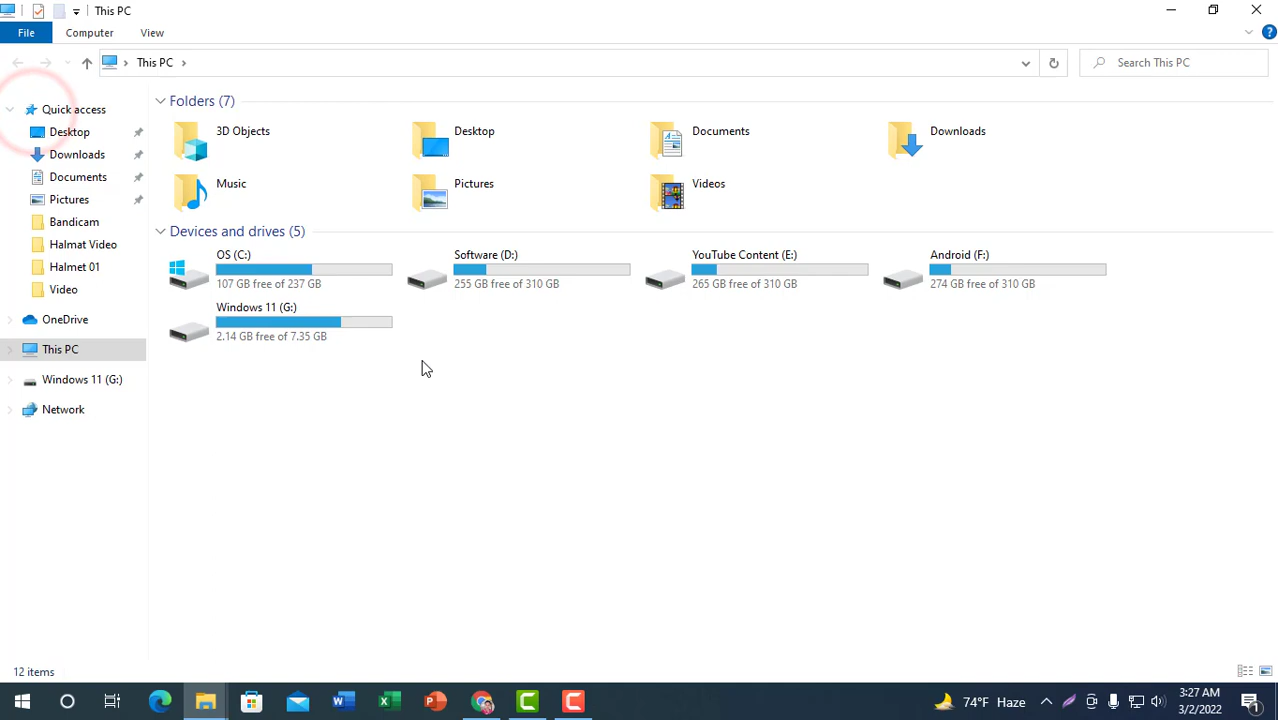 This PC
File Computer View
This PC
Search This PC
Quick access
Desktop
Downloads
Documents
Pictures
Bandicam
Halmat Video
Halmet 01
Video
OneDrive
This PC
Windows 11 (G:)
Network
Folders (7)
3D Objects
Desktop
Documents
Downloads
Music
Pictures
Videos
Devices and drives (5)
OS (C:)
107 GB free of 237 GB
Software (D:)
255 GB free of 310 GB
YouTube Content (E:)
265 GB free of 310 GB
Android (F:)
274 GB free of 310 GB
Windows 11 (G:)
2.14 GB free of 7.35 GB
12 items
74°F Haze
3:27 AM
3/2/2022